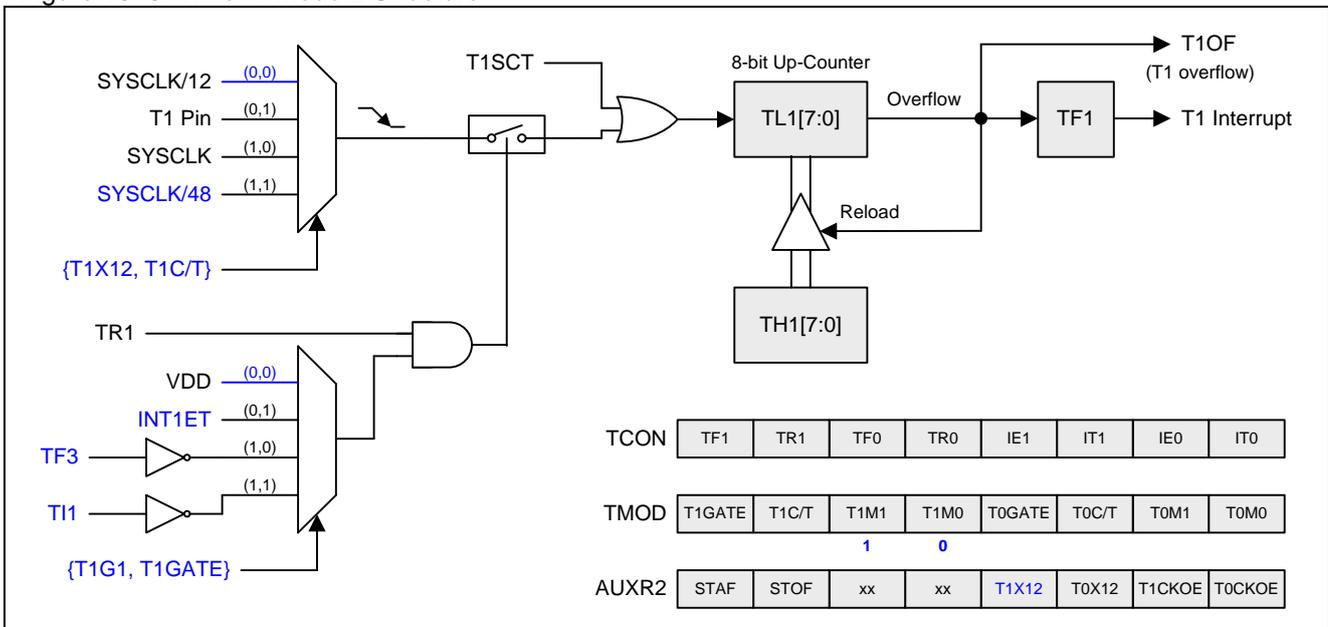 T1SCT
8-bit Up-Counter
T1OF
(T1 overflow)
SYSCLK/12 (0,0)
T1 Pin (0,1)
SYSCLK (1,0)
SYSCLK/48 (1,1)
{T1X12, T1C/T}
TL1[7:0]
Overflow
TF1
T1 Interrupt
Reload
TH1[7:0]
TR1
VDD (0,0)
INT1ET (0,1)
TF3 (1,0)
TI1 (1,1)
{T1G1, T1GATE}
TCON TF1 TR1 TF0 TR0 IE1 IT1 IE0 IT0
TMOD T1GATE T1C/T T1M1 T1M0 T0GATE T0C/T T0M1 T0M0
1 0
AUXR2 STAF STOF xx xx T1X12 T0X12 T1CKOE T0CKOE